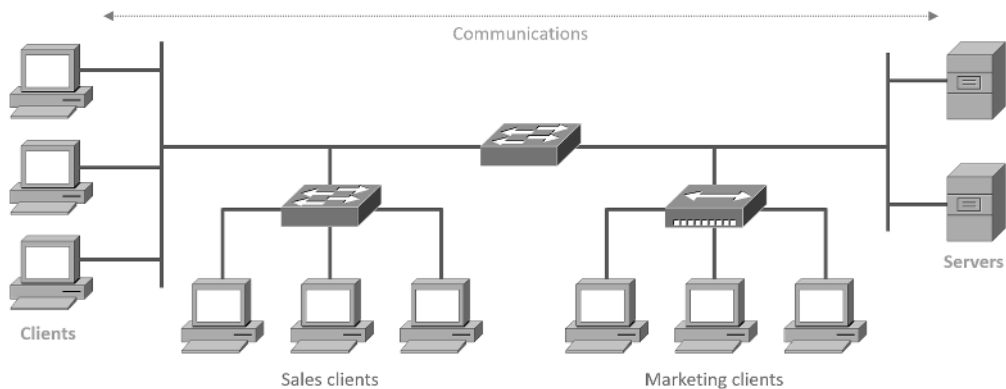 Communications
Clients
Servers
Sales clients
Marketing clients